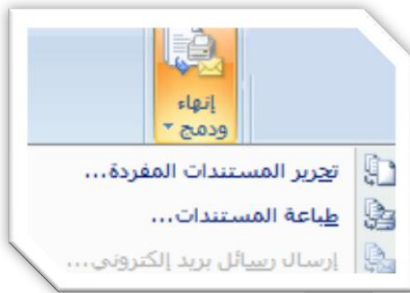 إنهاء
ودمج
تحرير المستندات المفردة...
طباعة المستندات...
إرسال رسائل بريد إلكتروني...